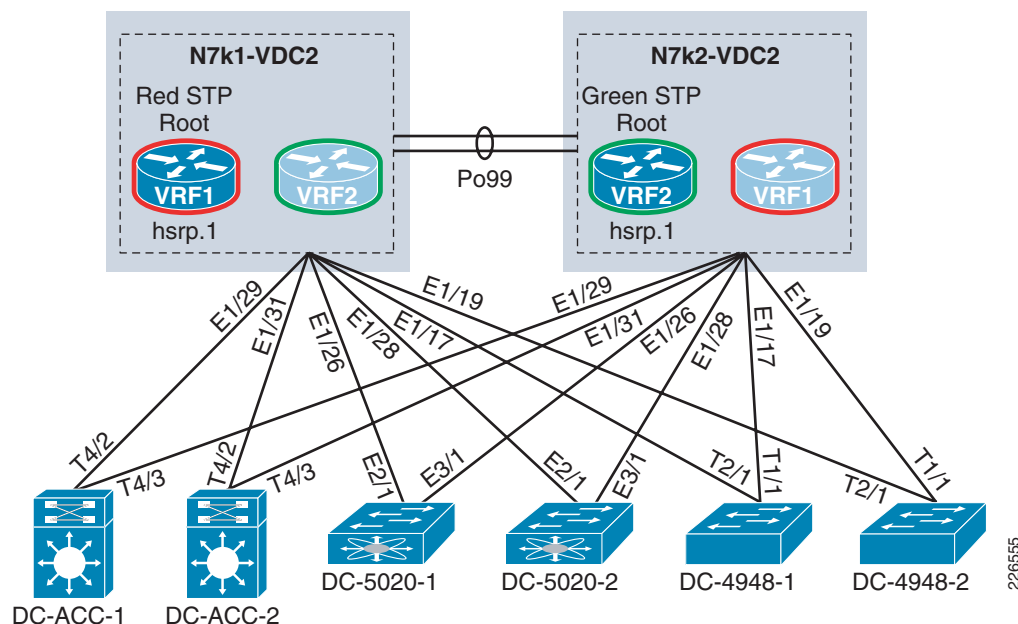 N7k1-VDC2
N7k2-VDC2
Red STP
Root
Green STP
Root
VRF1
VRF2
Po99
VRF2
VRF1
hsrp.1
hsrp.1
E1/29
E1/31
E1/26
E1/28
E1/17
E1/19
E1/29
E1/31
E1/26
E1/28
E1/17
E1/19
T4/2
T4/3
T4/2
T4/3
E2/1
E3/1
E2/1
E3/1
T2/1
T1/1
T2/1
T1/1
DC-ACC-1
DC-ACC-2
DC-5020-1
DC-5020-2
DC-4948-1
DC-4948-2
226555